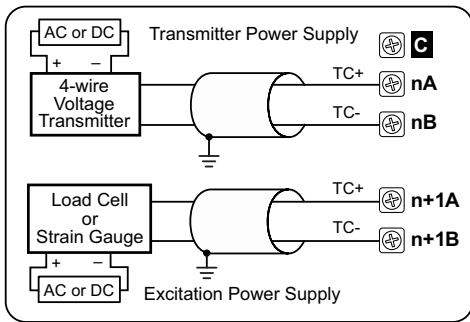 AC or DC
Transmitter Power Supply
C
+ –
4-wire
Voltage
Transmitter
TC+
nA
TC-
nB
Load Cell
or
Strain Gauge
TC+
n+1A
TC-
n+1B
+ –
AC or DC
Excitation Power Supply